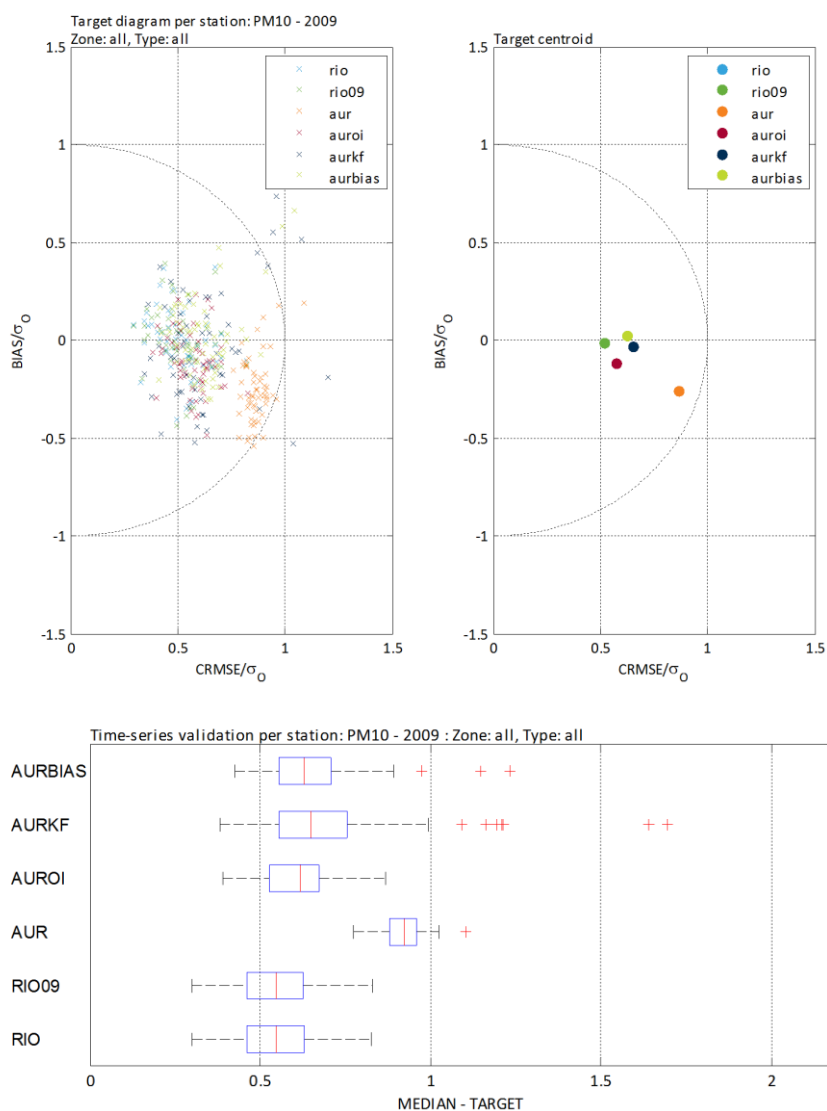 Target diagram per station: PM10 - 2009
Zone: all, Type: all
rio
rio09
aur
auroi
aurkf
aurbias
1
0.5
0
-0.5
-1
-1.5
BIAS/σO
0
0.5
1
1.5
CRMSE/σO
Target centroid
rio
rio09
aur
auroi
aurkf
aurbias
1
0.5
0
-0.5
-1
-1.5
BIAS/σO
0
0.5
1
1.5
CRMSE/σO
Time-series validation per station: PM10 - 2009 : Zone: all, Type: all
AURBIAS
AURKF
AUROI
AUR
RIO09
RIO
0
0.5
1
1.5
2
MEDIAN - TARGET